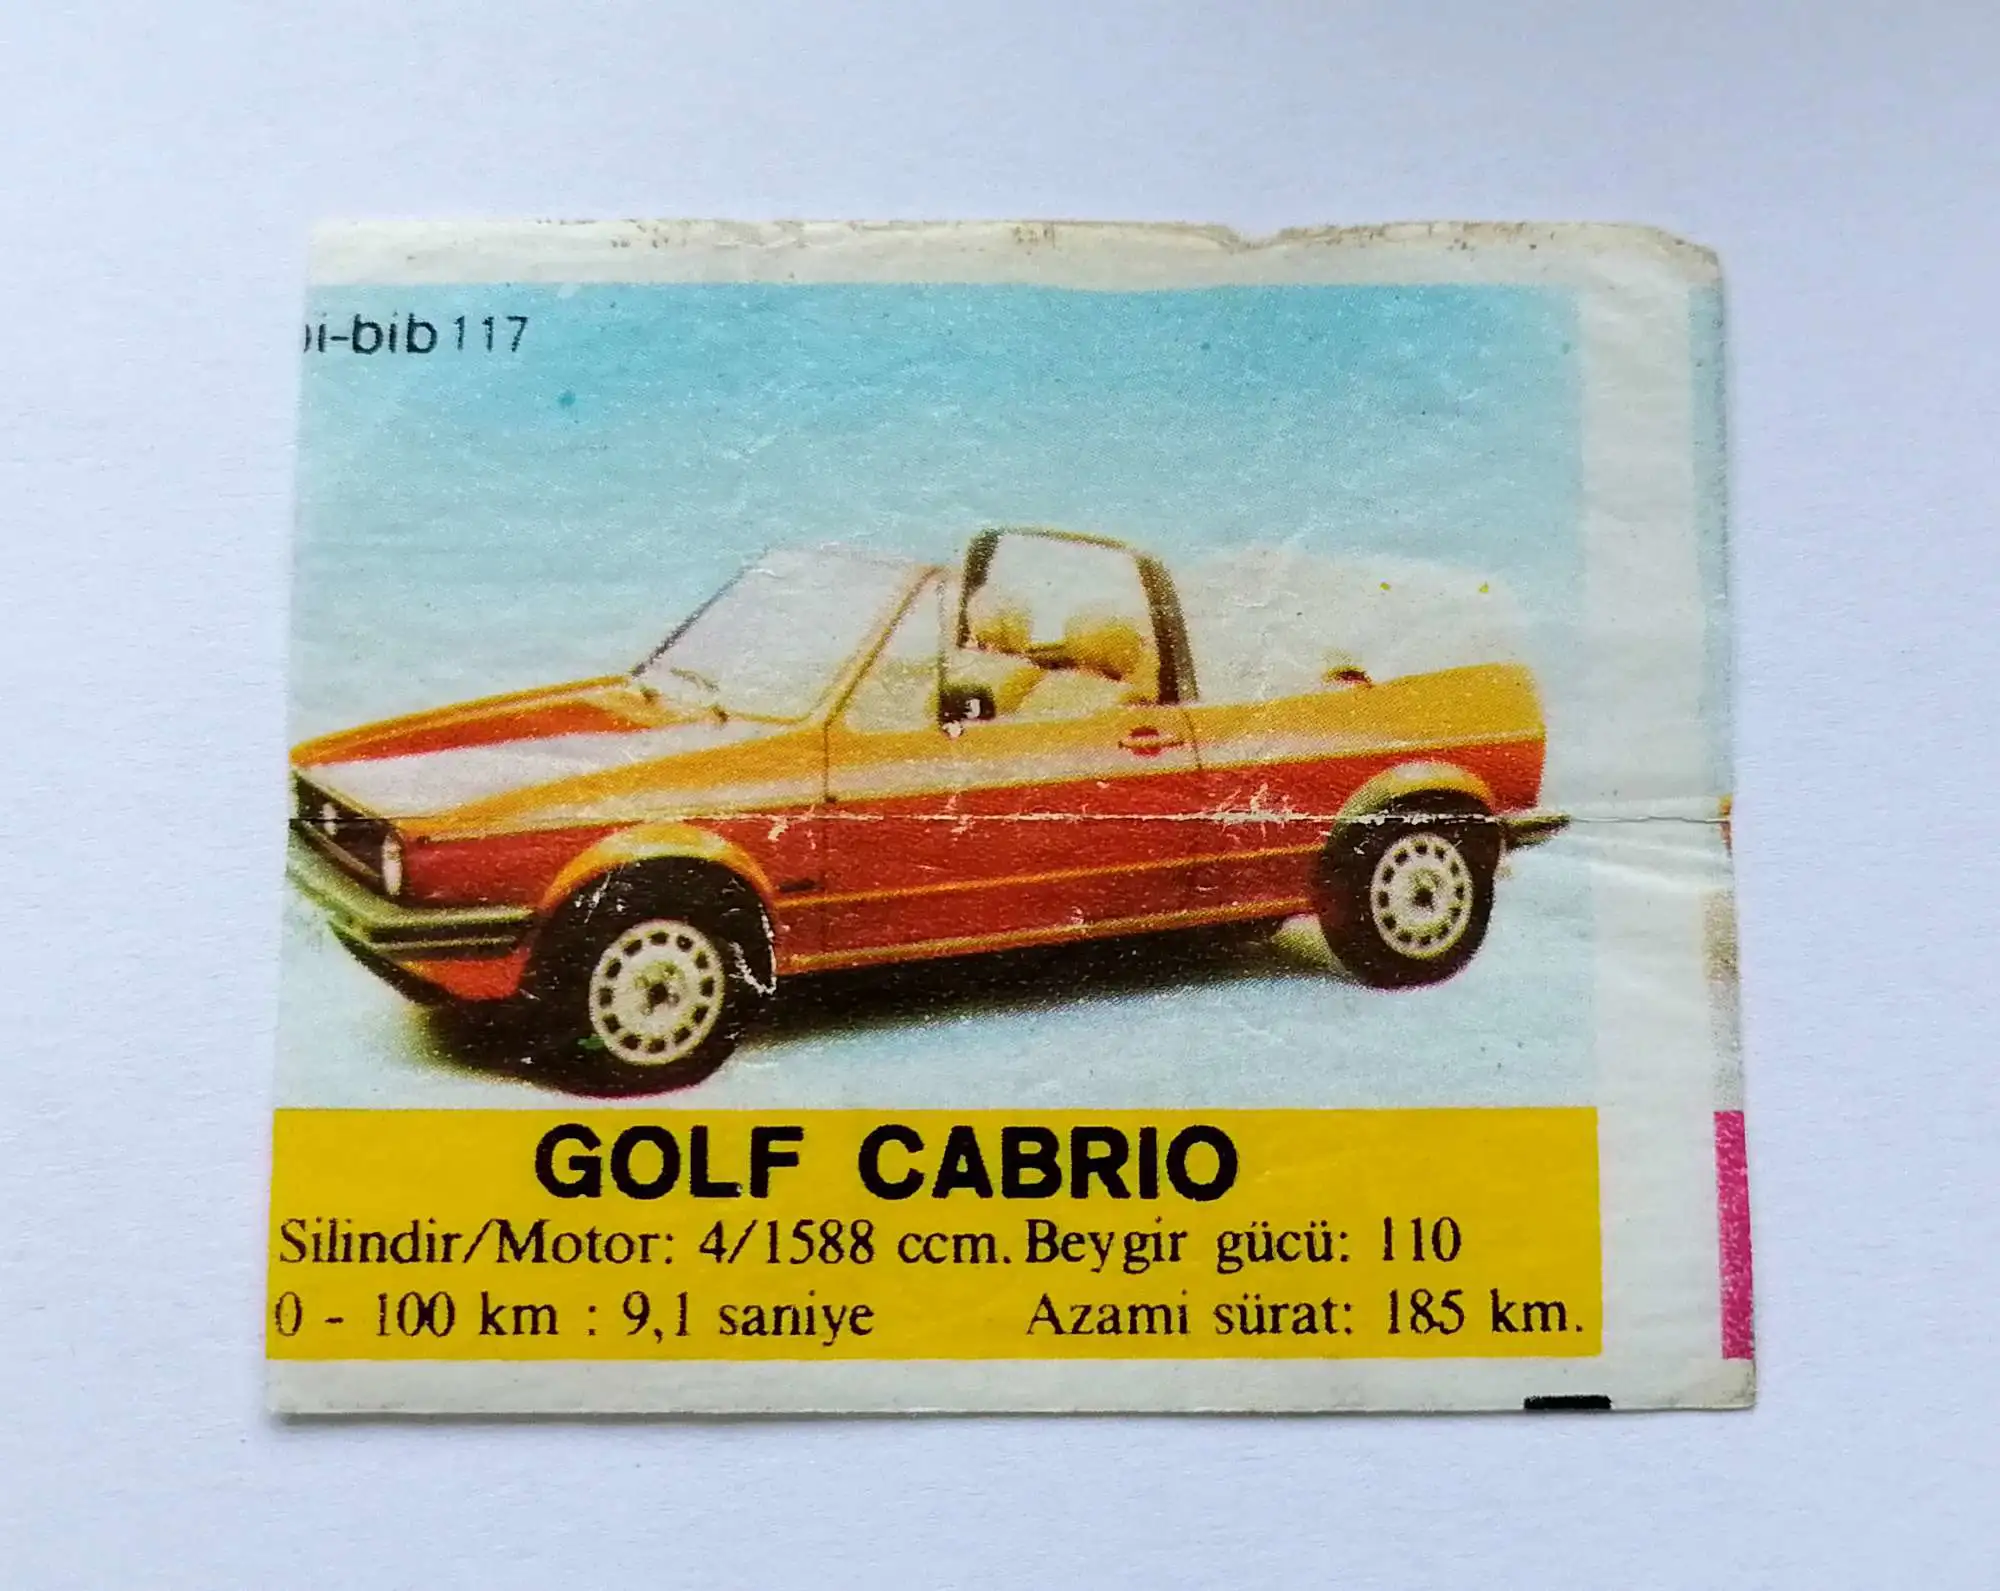 i-bib 117
GOLF CABRIO
Silindir/Motor: 4/1588 ccm. Beygir gücü: 110
0 - 100 km : 9,1 saniye Azami sürat: 185 km.